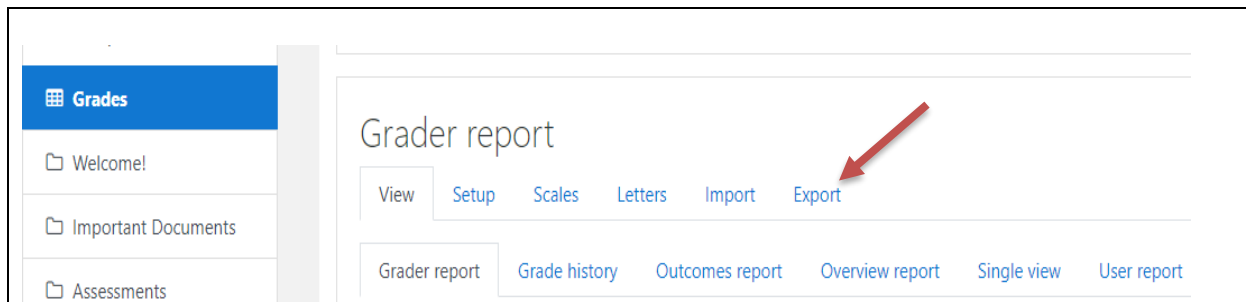 Grades
Welcome!
Important Documents
Assessments
Grader report
View Setup Scales Letters Import Export
Grader report Grade history Outcomes report Overview report Single view User report